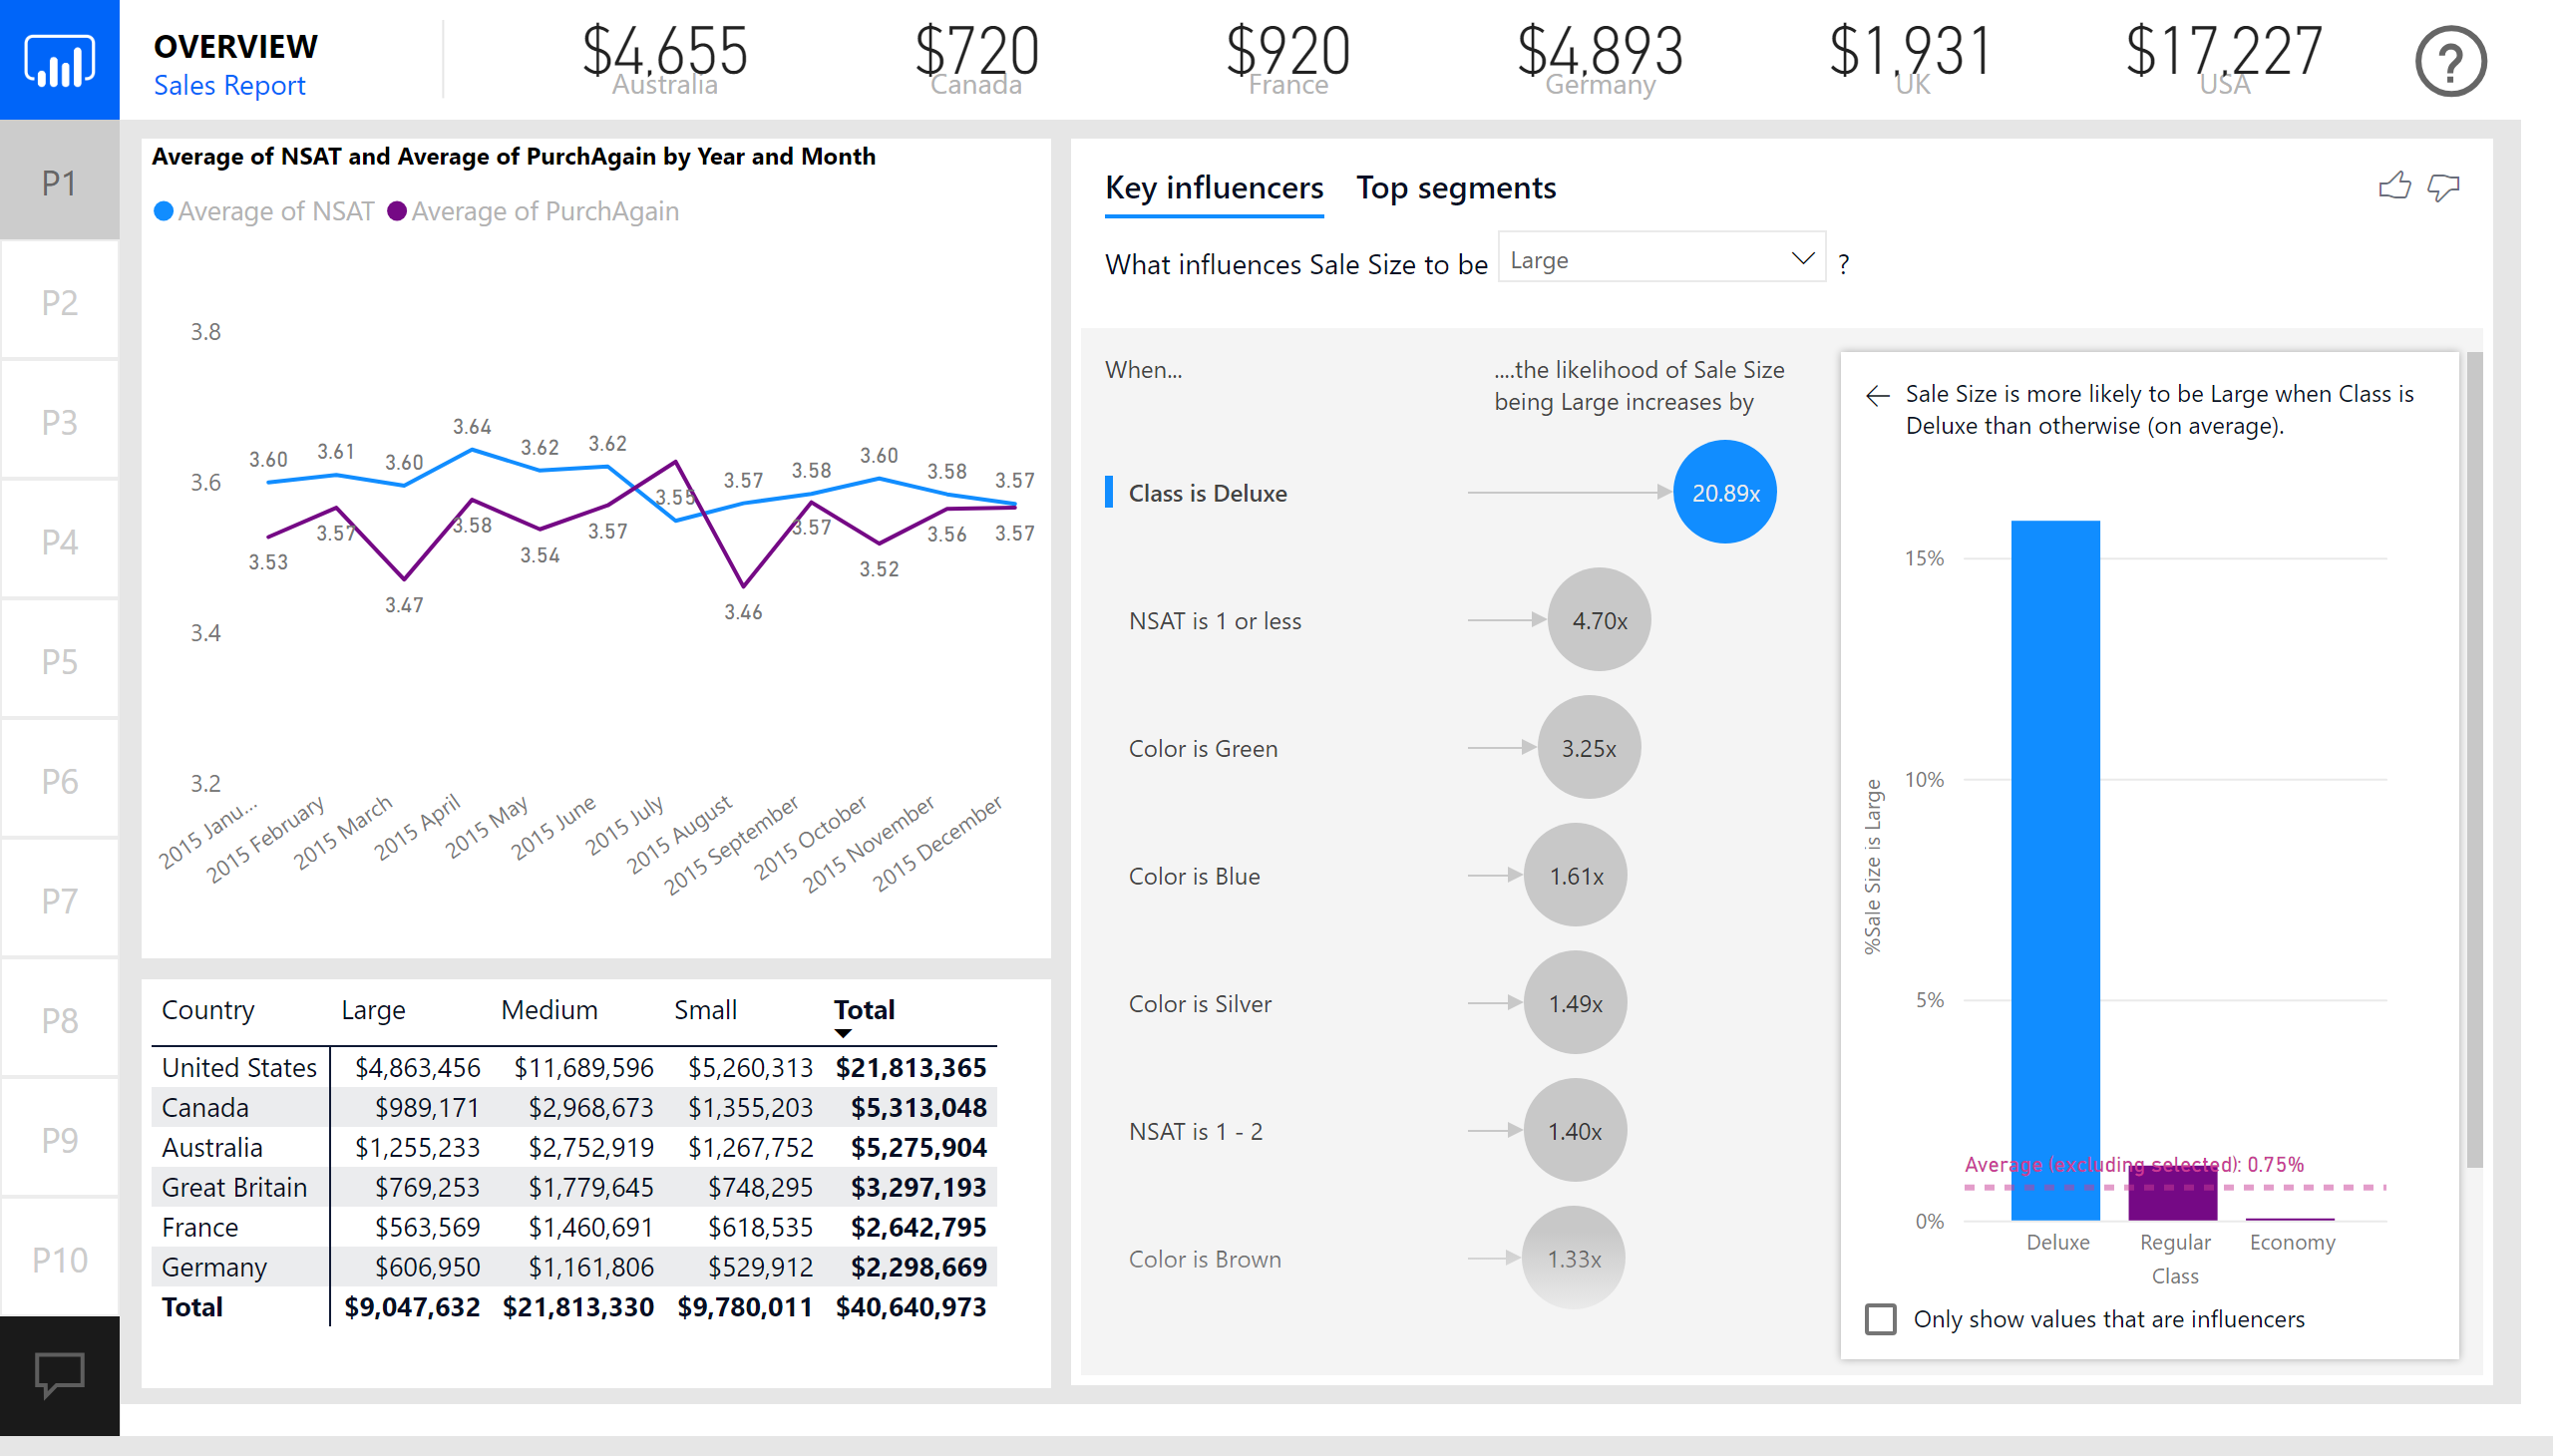 OVERVIEW
Sales Report
$4,655
Australia
$720
Canada
$920
France
$4,893
Germany
$1,931
UK
$17,227
USA
?
P1
P2
P3
P4
P5
P6
P7
P8
P9
P10
Average of NSAT and Average of PurchAgain by Year and Month
Average of NSAT Average of PurchAgain
3.8
3.6
3.4
3.2
3.60 3.61 3.60 3.64 3.62 3.62 3.55 3.57 3.58 3.60 3.58 3.57
3.53 3.57 3.47 3.58 3.54 3.57 3.46 3.57 3.52 3.56 3.57
2015 Janu...
2015 February
2015 March
2015 April
2015 May
2015 June
2015 July
2015 August
2015 September
2015 October
2015 November
2015 December
Country Large Medium Small Total
United States $4,863,456 $11,689,596 $5,260,313 $21,813,365
Canada $989,171 $2,968,673 $1,355,203 $5,313,048
Australia $1,255,233 $2,752,919 $1,267,752 $5,275,904
Great Britain $769,253 $1,779,645 $748,295 $3,297,193
France $563,569 $1,460,691 $618,535 $2,642,795
Germany $606,950 $1,161,806 $529,912 $2,298,669
Total $9,047,632 $21,813,330 $9,780,011 $40,640,973
Key influencers Top segments
What influences Sale Size to be Large ?
When...
....the likelihood of Sale Size
being Large increases by
Class is Deluxe 20.89x
NSAT is 1 or less 4.70x
Color is Green 3.25x
Color is Blue 1.61x
Color is Silver 1.49x
NSAT is 1 - 2 1.40x
Color is Brown 1.33x
Sale Size is more likely to be Large when Class is
Deluxe than otherwise (on average).
%Sale Size is Large
15%
10%
5%
0%
Average (excluding selected): 0.75%
Deluxe Regular Economy
Class
Only show values that are influencers